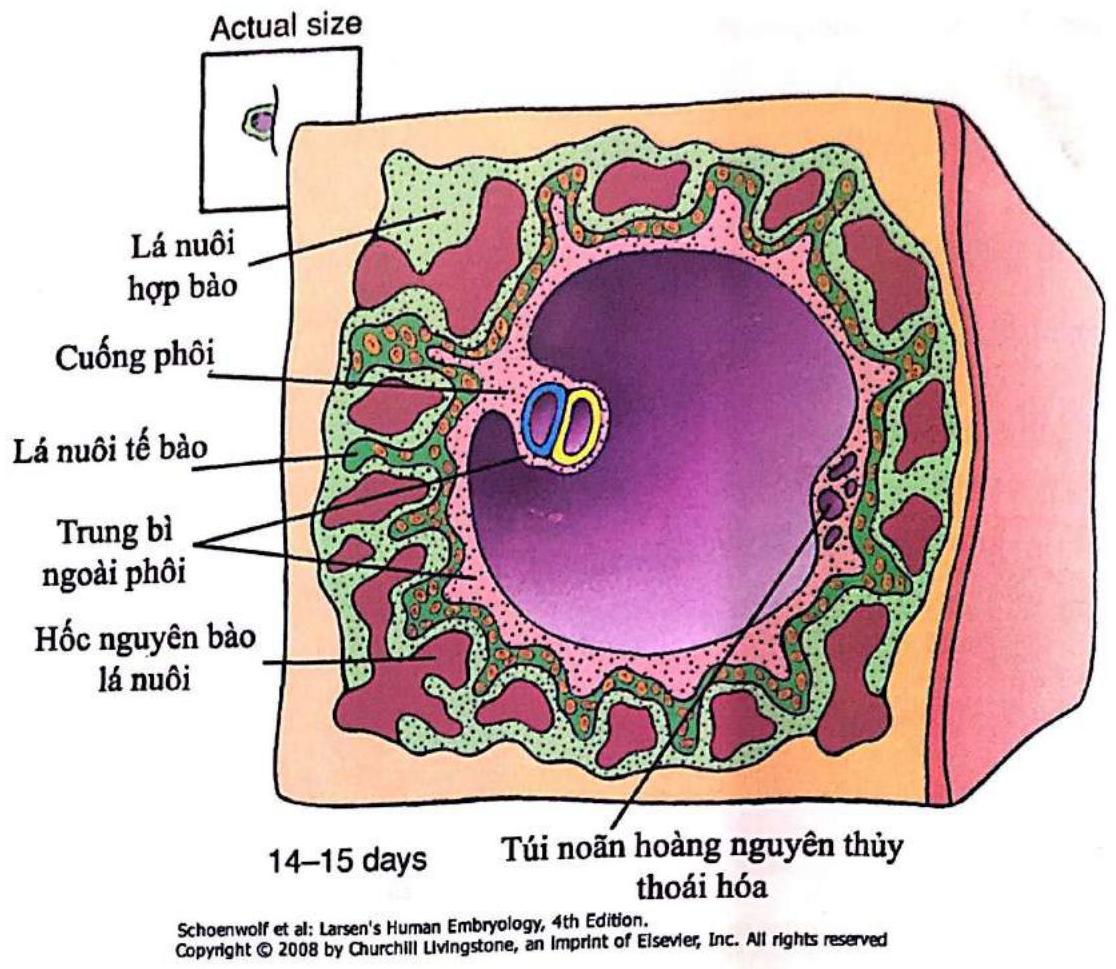 Actual size
Lá nuôi
hợp bào
Cuống phôi
Lá nuôi tế bào
Trung bì
ngoài phôi
Hốc nguyên bào
lá nuôi
14–15 days
Túi noãn hoàng nguyên thủy
thoái hóa
Schoenwolf et al: Larsen's Human Embryology, 4th Edition.
Copyright © 2008 by Churchill Livingstone, an imprint of Elsevier, Inc. All rights reserved